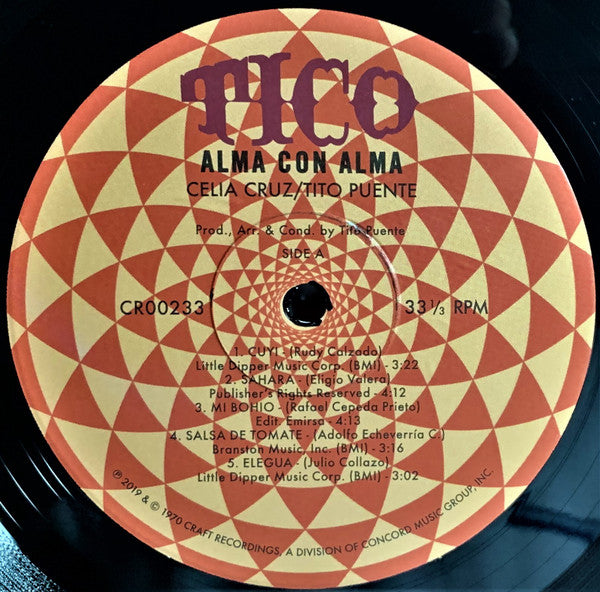 TICO
ALMA CON ALMA
CELIA CRUZ/TITO PUENTE
Prod., Arr. & Cond. by Tito Puente
SIDE A
CR00233
33 ⅓ RPM
1. CUYI - (Rudy Calzado)
Little Dipper Music Corp. (BMI) - 3:22
2. SAHARA - (Eligio Valera)
Publisher's Rights Reserved - 4:12
3. MI BOHIO - (Rafael Cepeda Prieto)
Edit. Emirsa - 4:13
4. SALSA DE TOMATE - (Adolfo Echeverría C.)
Branston Music, Inc. (BMI) - 3:16
5. ELEGUA - (Julio Collazo)
Little Dipper Music Corp. (BMI) - 3:02
℗ 2019 & © 1970 CRAFT RECORDINGS, A DIVISION OF CONCORD MUSIC GROUP, INC.